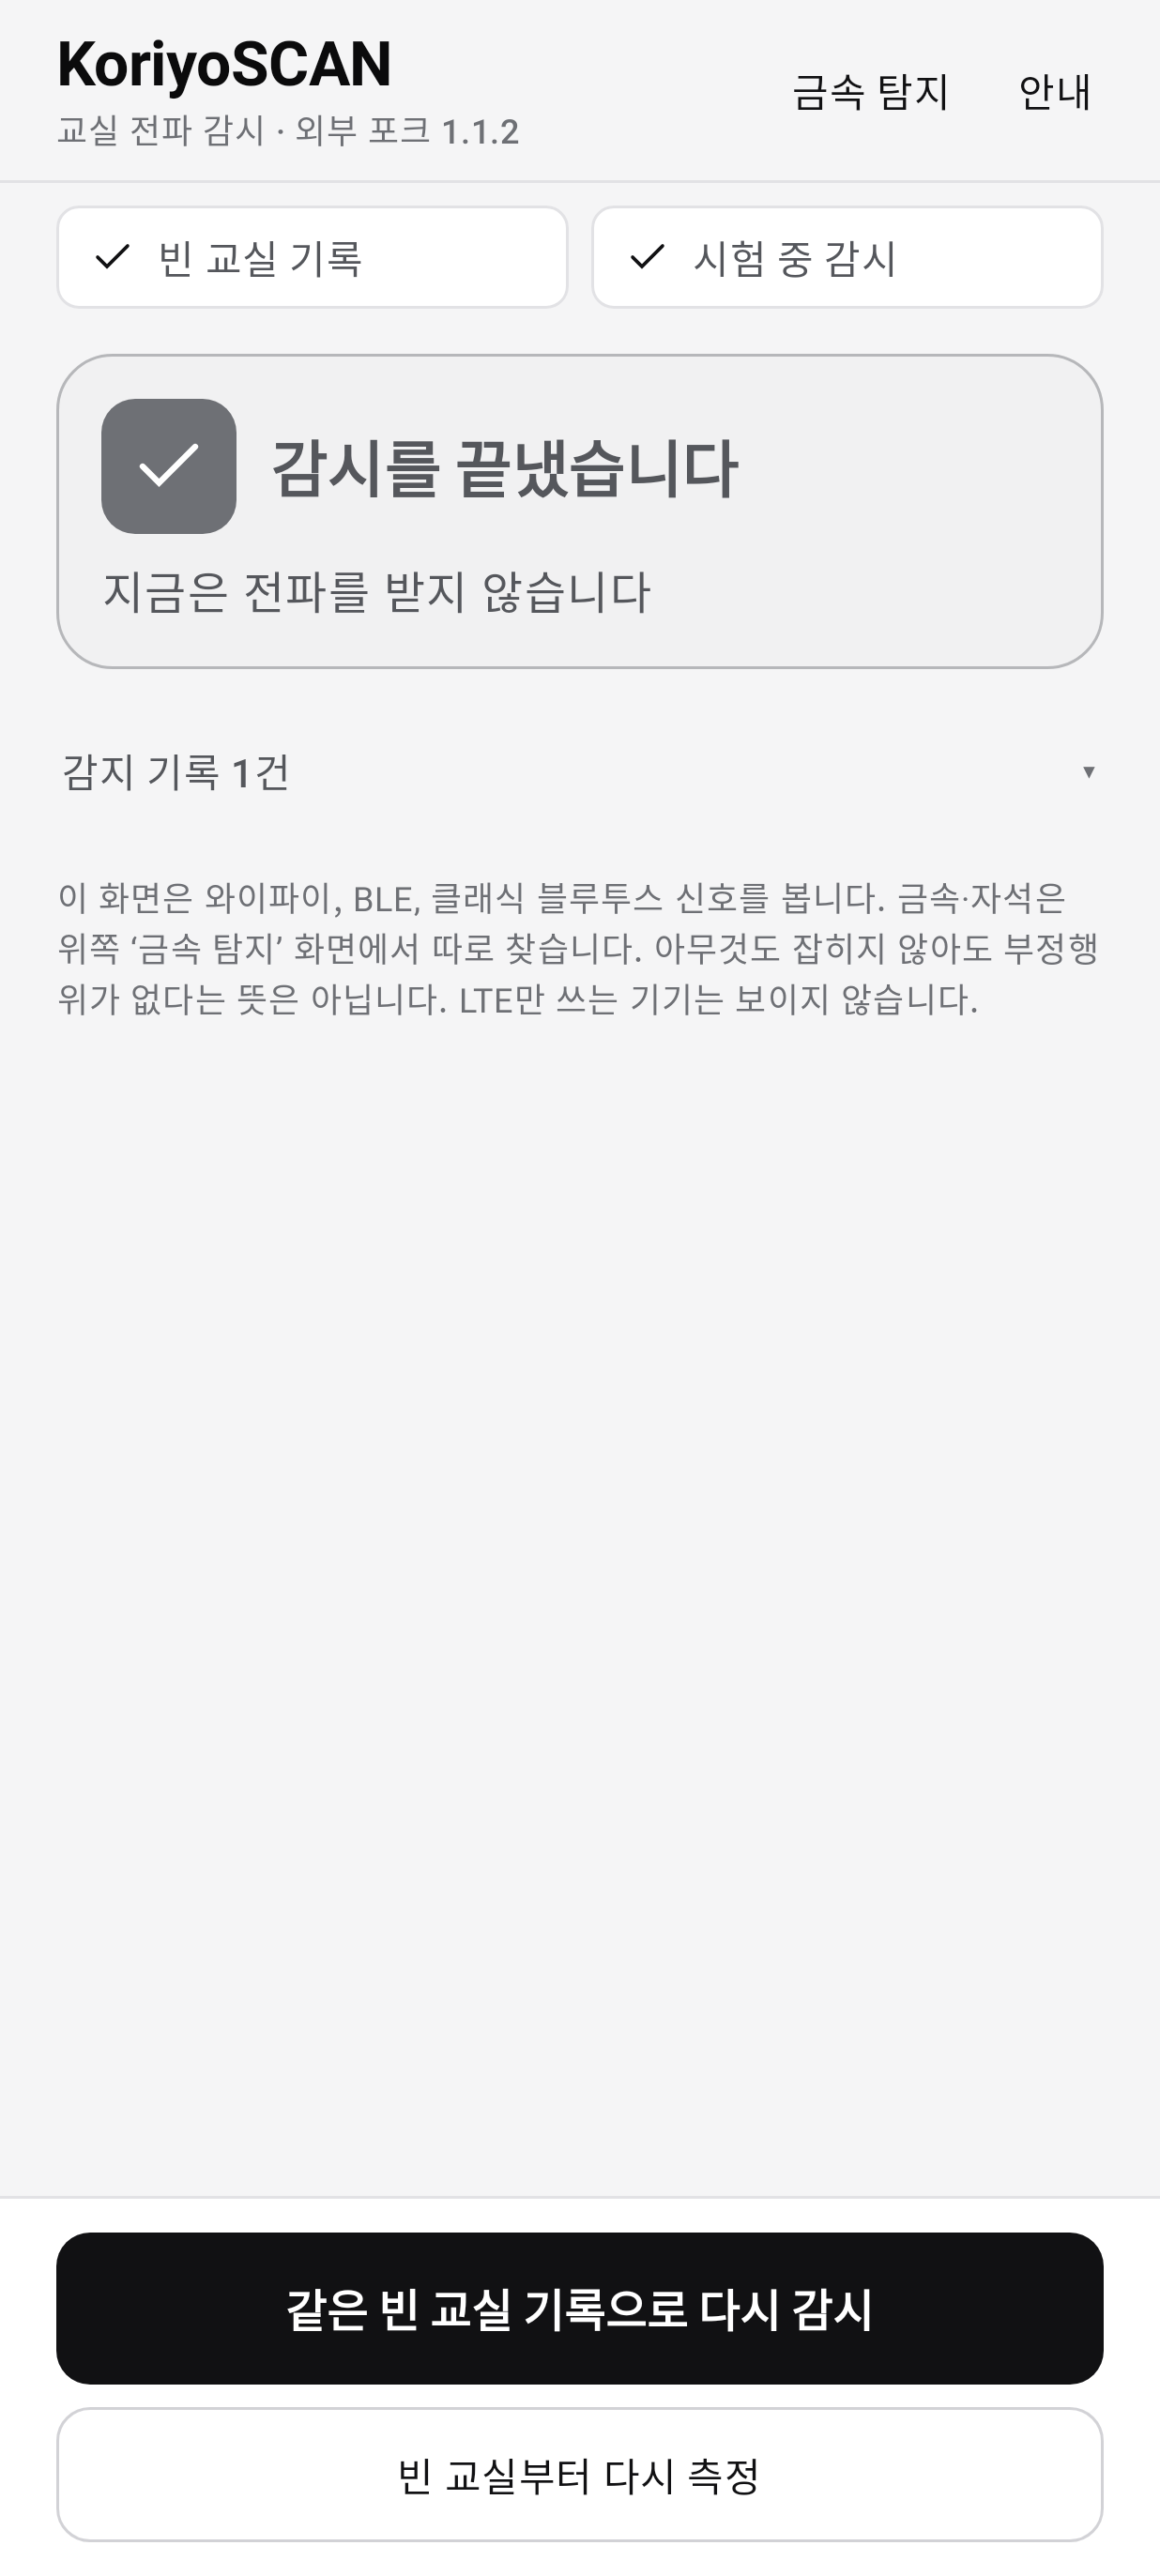 KoriyoSCAN
교실 전파 감시 · 외부 포크 1.1.2
금속 탐지
안내
빈 교실 기록
시험 중 감시
감시를 끝냈습니다
지금은 전파를 받지 않습니다
감지 기록 1건
이 화면은 와이파이, BLE, 클래식 블루투스 신호를 봅니다. 금속·자석은
위쪽 ‘금속 탐지’ 화면에서 따로 찾습니다. 아무것도 잡히지 않아도 부정행
위가 없다는 뜻은 아닙니다. LTE만 쓰는 기기는 보이지 않습니다.
같은 빈 교실 기록으로 다시 감시
빈 교실부터 다시 측정